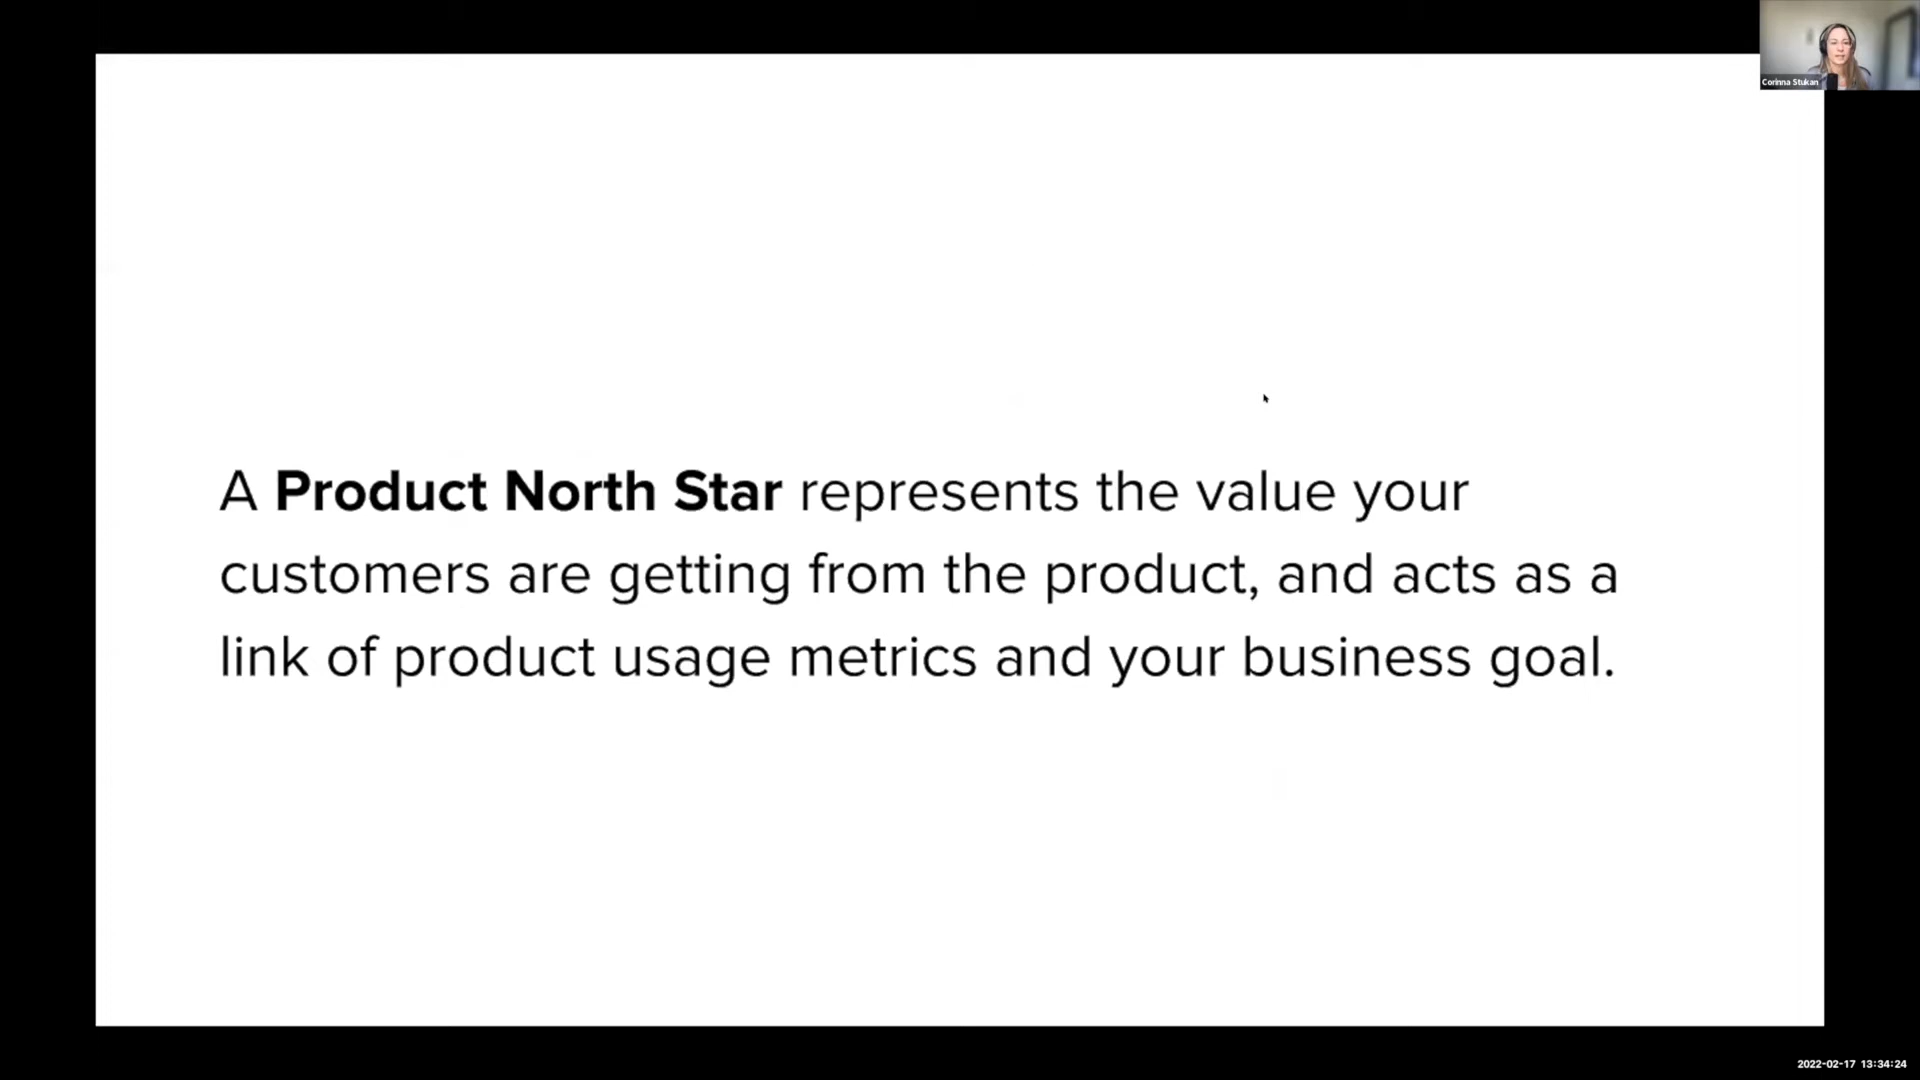 Corinna Stukan
A Product North Star represents the value your
customers are getting from the product, and acts as a
link of product usage metrics and your business goal.
2022-02-17 13:34:24